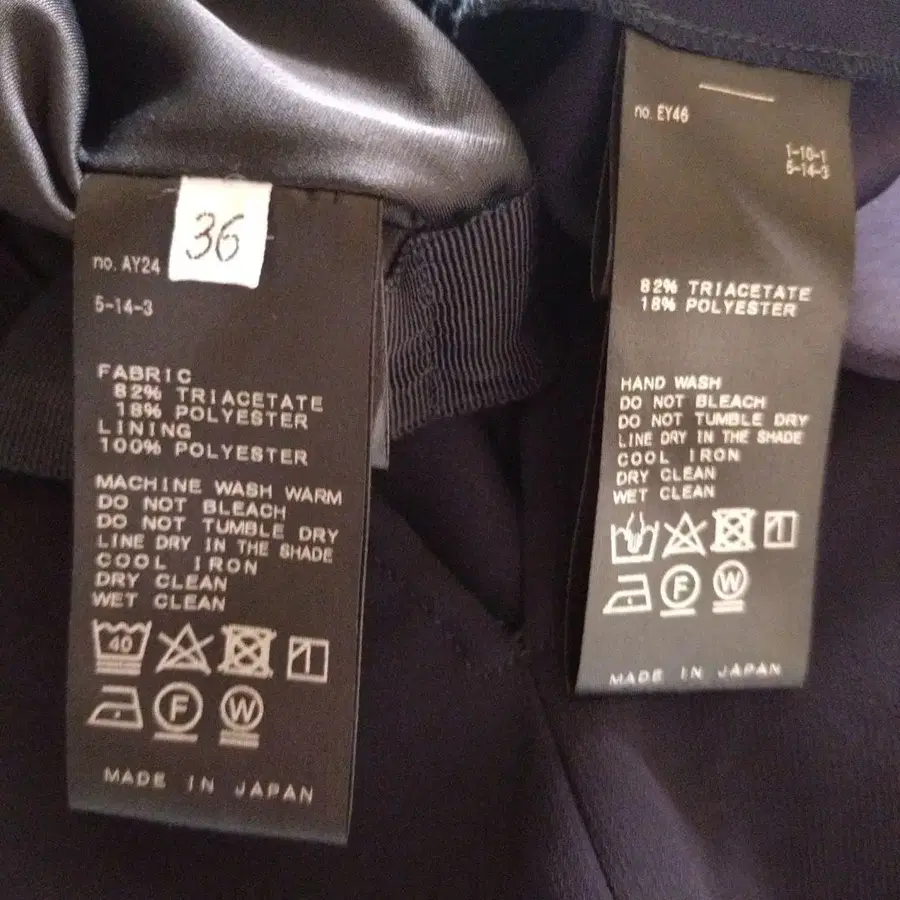 36
no. AY24
5-14-3
FABRIC
82% TRIACETATE
18% POLYESTER
LINING
100% POLYESTER
MACHINE WASH WARM
DO NOT BLEACH
DO NOT TUMBLE DRY
LINE DRY IN THE SHADE
COOL IRON
DRY CLEAN
WET CLEAN
40
F
W
MADE IN JAPAN
no. EY46
1-10-1
5-14-3
82% TRIACETATE
18% POLYESTER
HAND WASH
DO NOT BLEACH
DO NOT TUMBLE DRY
LINE DRY IN THE SHADE
COOL IRON
DRY CLEAN
WET CLEAN
F
W
MADE IN JAPAN